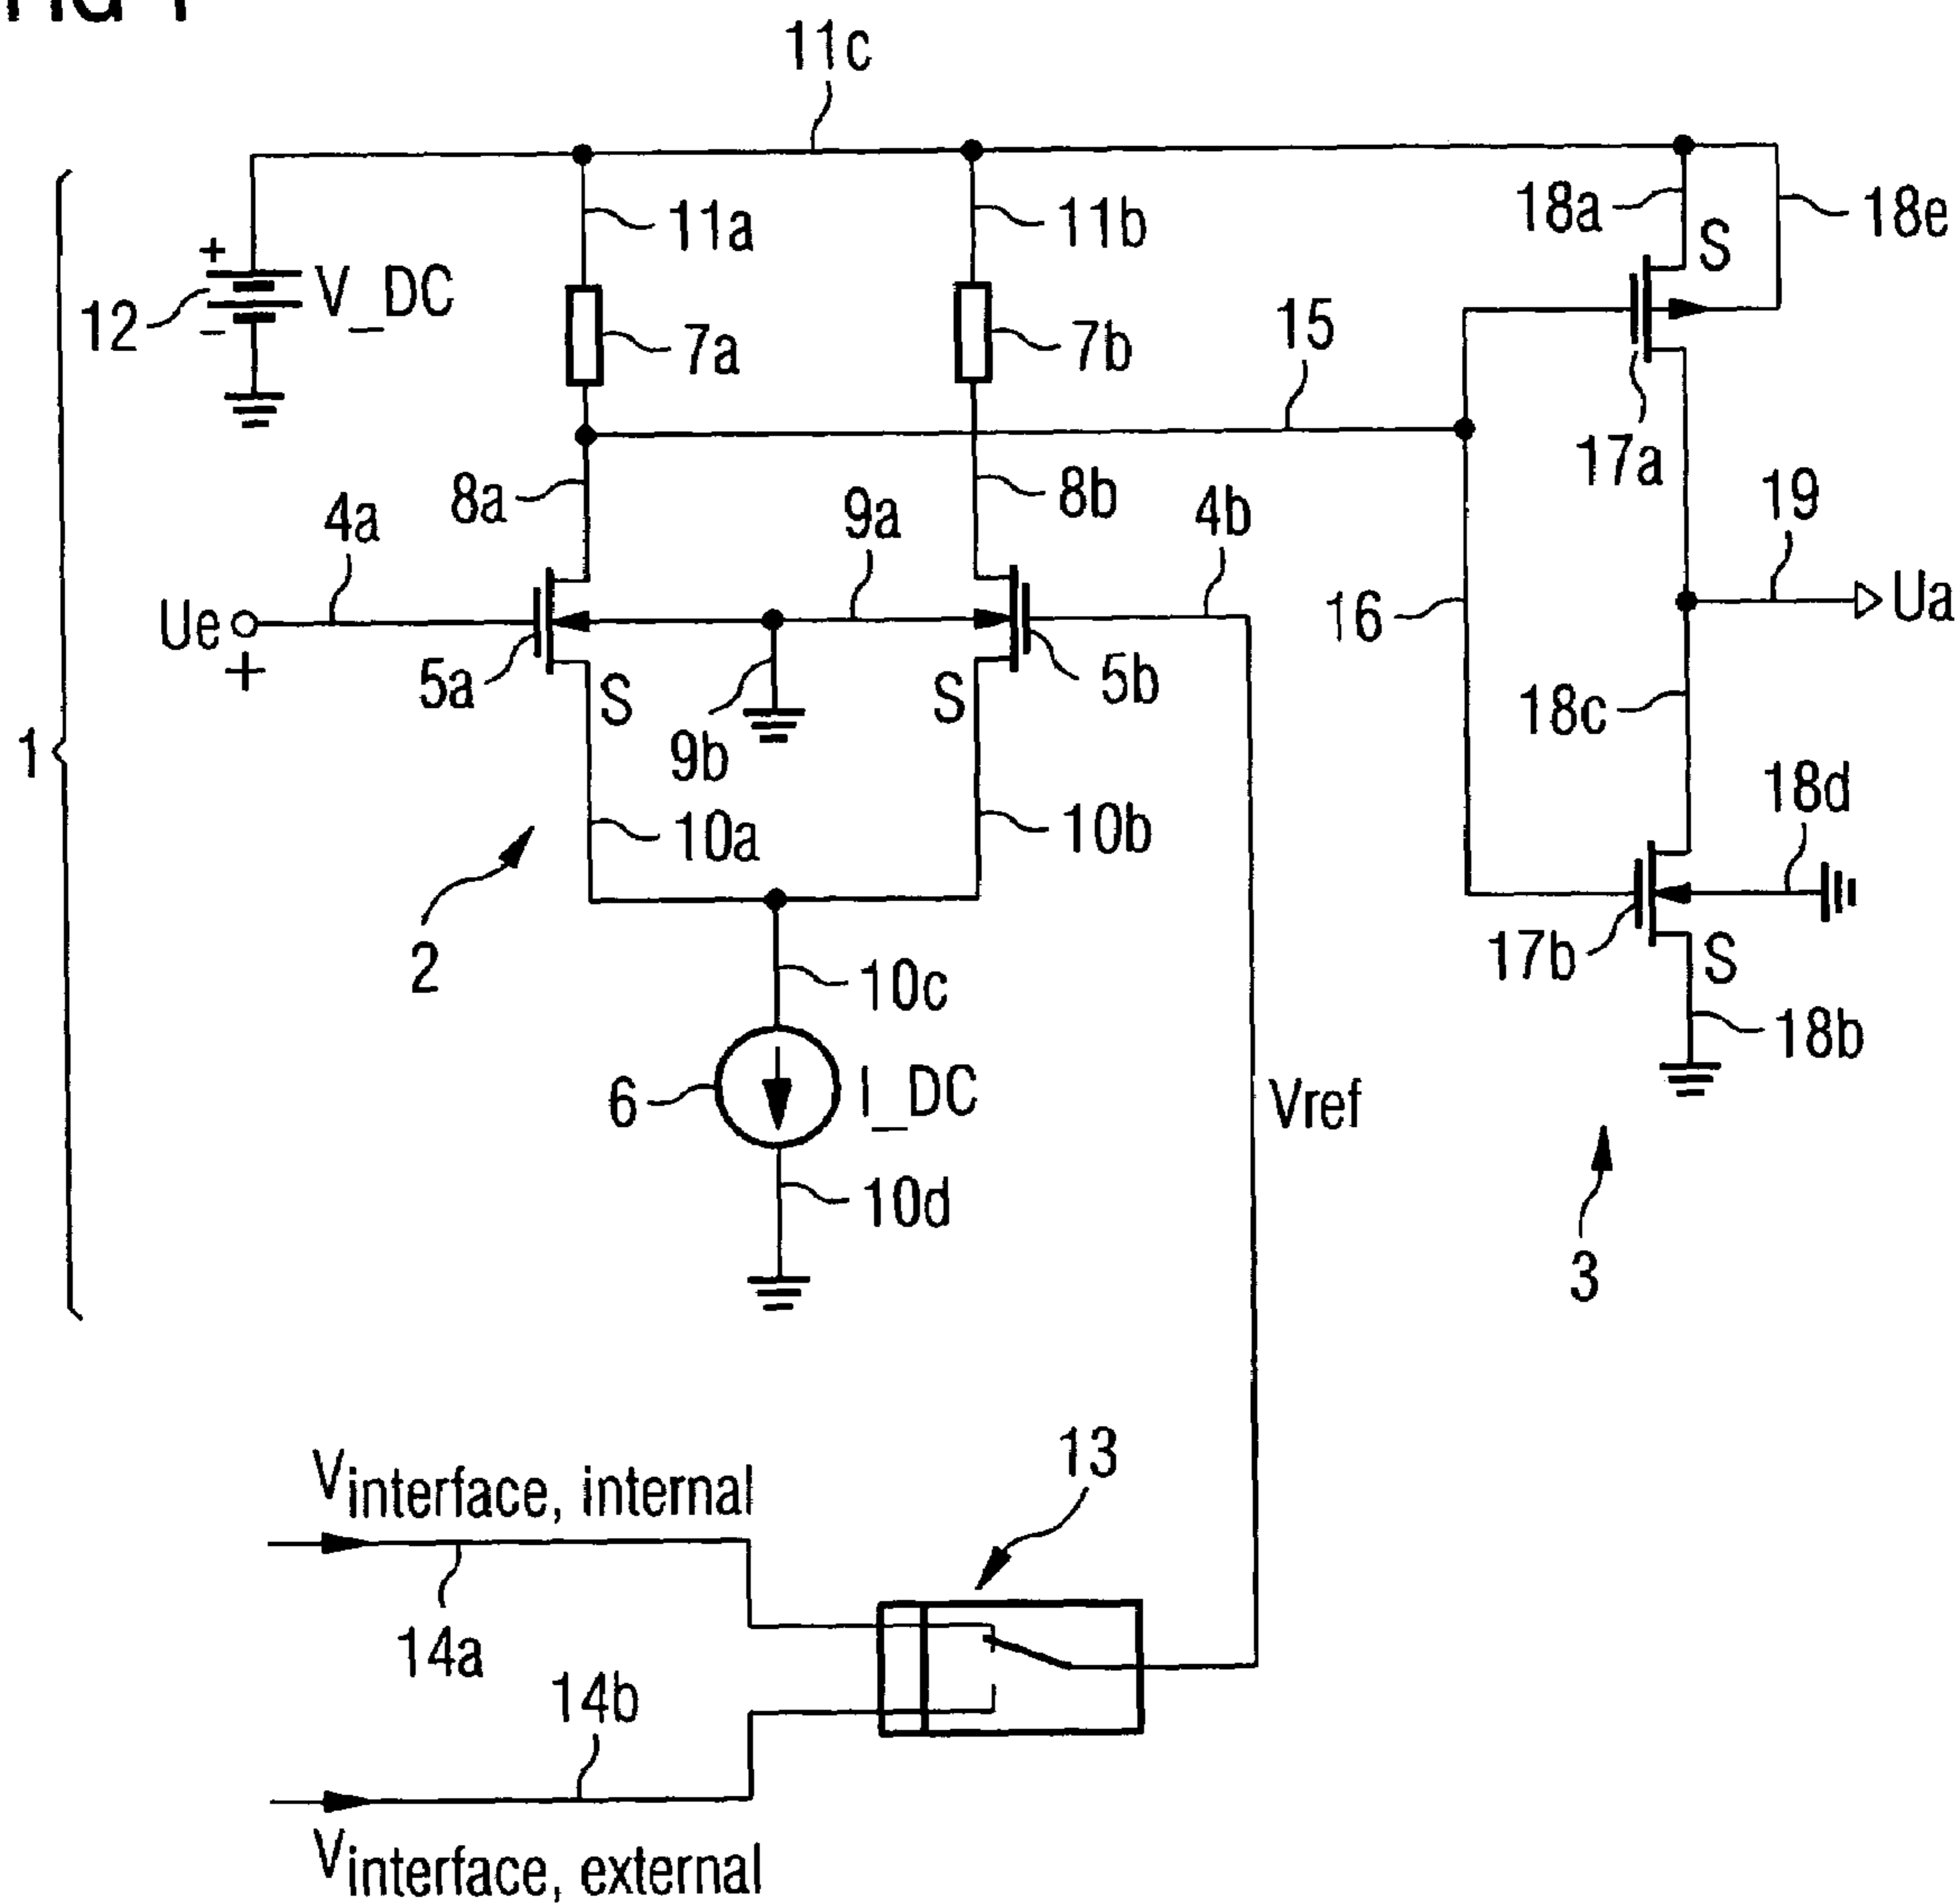 11c
18a
18e
S
11a
11b
+
12
V_DC
–
7a
7b
15
17a
8a
8b
4a
9a
4b
19
Ue
+
16
Ua
5a
S
S
5b
18c
9b
1
18d
10a
10b
2
17b
S
10c
18b
6
I_DC
Vref
10d
3
13
Vinterface, internal
14a
14b
Vinterface, external